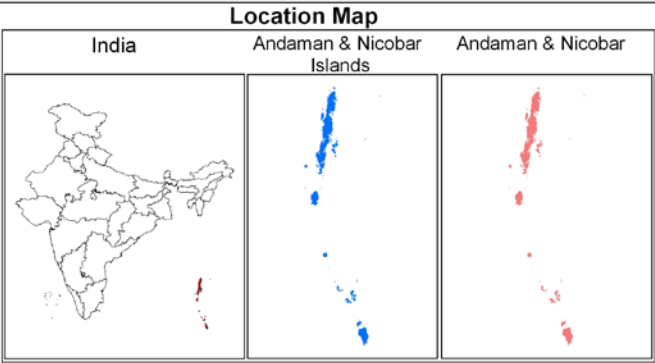 Location Map
India
Andaman & Nicobar
Islands
Andaman & Nicobar